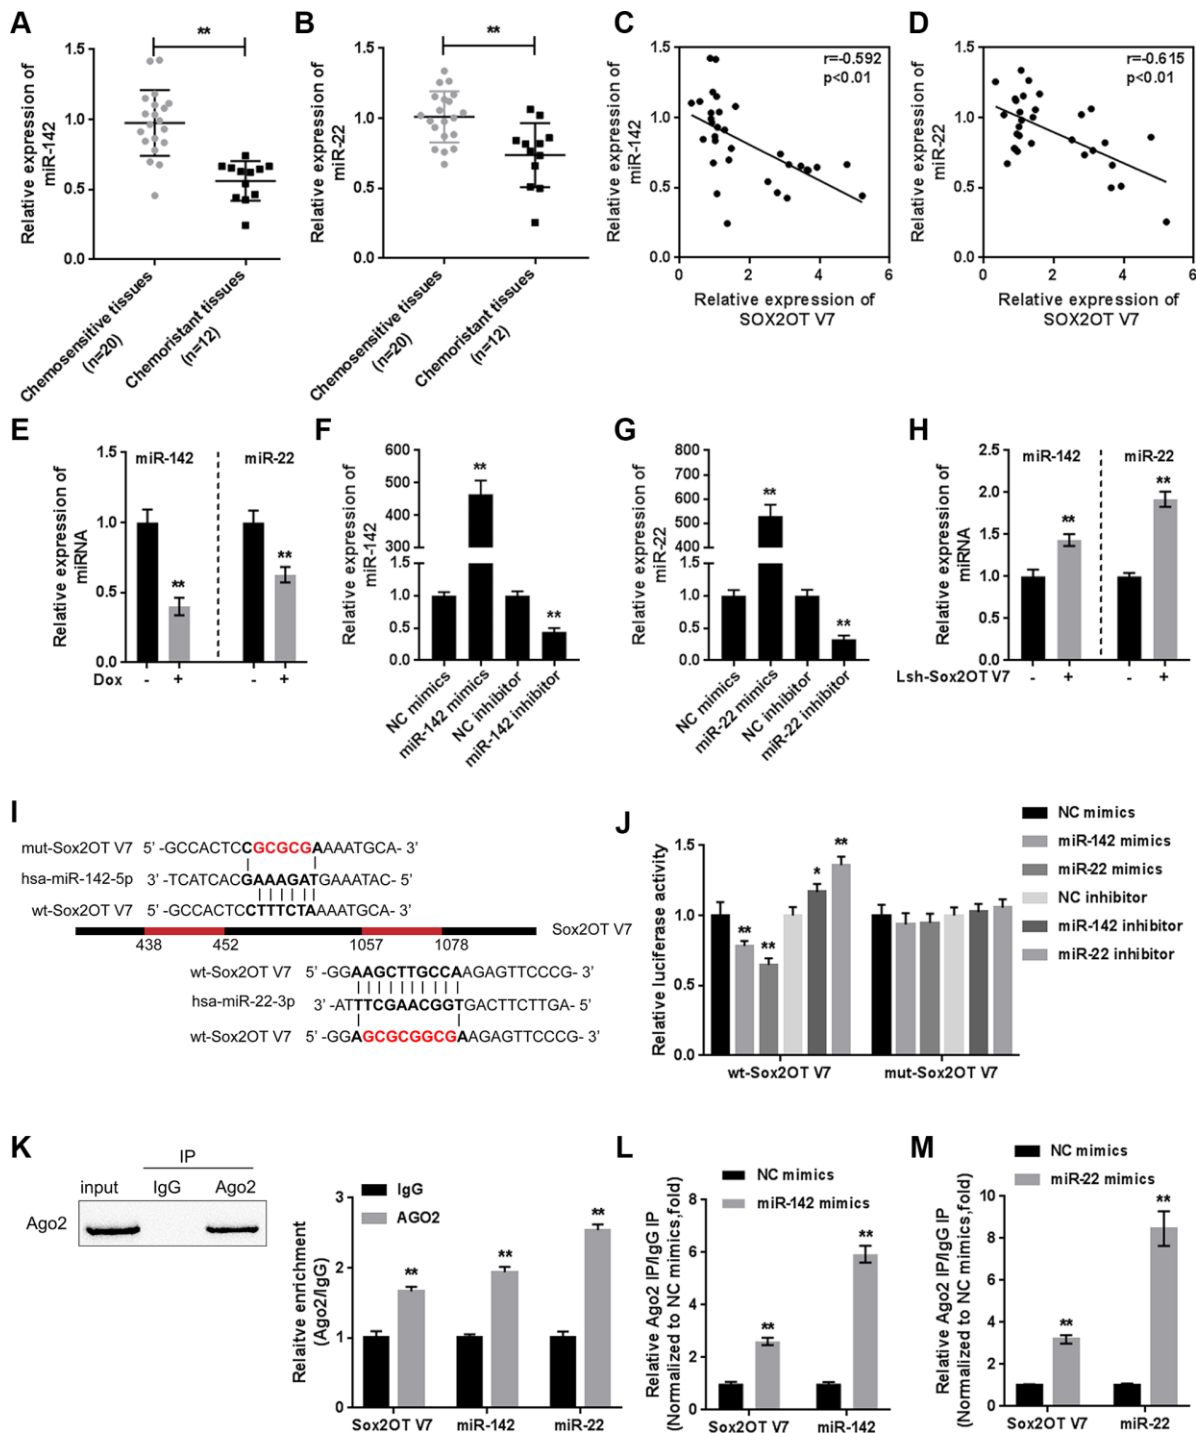 A
**
Relative expression of
miR-142
1.5
1.0
0.5
0.0
Chemosensitive tissues
(n=20)
Chemoristant tissues
(n=12)
B
**
Relative expression of
miR-22
1.5
1.0
0.5
0.0
Chemosensitive tissues
(n=20)
Chemoristant tissues
(n=12)
C
r=-0.592
p<0.01
Relative expression of
miR-142
1.5
1.0
0.5
0.0
0 2 4 6
Relative expression of
SOX2OT V7
D
r=-0.615
p<0.01
Relative expression of
miR-22
1.5
1.0
0.5
0.0
0 2 4 6
Relative expression of
SOX2OT V7
E
Relative expression of
miRNA
miR-142 miR-22
1.5
1.0
0.5
0.0
** **
Dox - + - +
F
Relative expression of
miR-142
600
500
400
300
1.5
1.0
0.5
0.0
** **
NC mimics
miR-142 mimics
NC inhibitor
miR-142 inhibitor
G
Relative expression of
miR-22
800
700
600
500
400
1.5
1.0
0.5
0.0
** **
NC mimics
miR-22 mimics
NC inhibitor
miR-22 inhibitor
H
Relative expression of
miRNA
miR-142 miR-22
2.5
2.0
1.5
1.0
0.5
0.0
** **
Lsh-Sox2OT V7 - + - +
I
mut-Sox2OT V7 5' -GCCACTCCGCGCGAAAATGCA- 3'
hsa-miR-142-5p 3' -TCATCACGAAAGATGAAATAC- 5'
wt-Sox2OT V7 5' -GCCACTCCTTTCTAAAATGCA- 3'
Sox2OT V7
438 452 1057 1078
wt-Sox2OT V7 5' -GGAAGCTTGCCAAGAGTTCCCG- 3'
hsa-miR-22-3p 3' -ATTTCGAACGGTGACTTCTTGA- 5'
wt-Sox2OT V7 5' -GGAGCGCGGCGAAGAGTTCCCG- 3'
J
Relative luciferase activity
1.5
1.0
0.5
0.0
** ** * **
wt-Sox2OT V7 mut-Sox2OT V7
NC mimics
miR-142 mimics
miR-22 mimics
NC inhibitor
miR-142 inhibitor
miR-22 inhibitor
K
IP
input IgG Ago2
Ago2
IgG
AGO2
Relaitve enrichment
(Ago2/IgG)
3
2
1
0
** ** **
Sox2OT V7 miR-142 miR-22
L
NC mimics
miR-142 mimics
Relative Ago2 IP/IgG IP
(Normalized to NC mimics,fold)
8
6
4
2
0
** **
Sox2OT V7 miR-142
M
NC mimics
miR-22 mimics
Relative Ago2 IP/IgG IP
(Normalized to NC mimics,fold)
10
8
6
4
2
0
** **
Sox2OT V7 miR-22